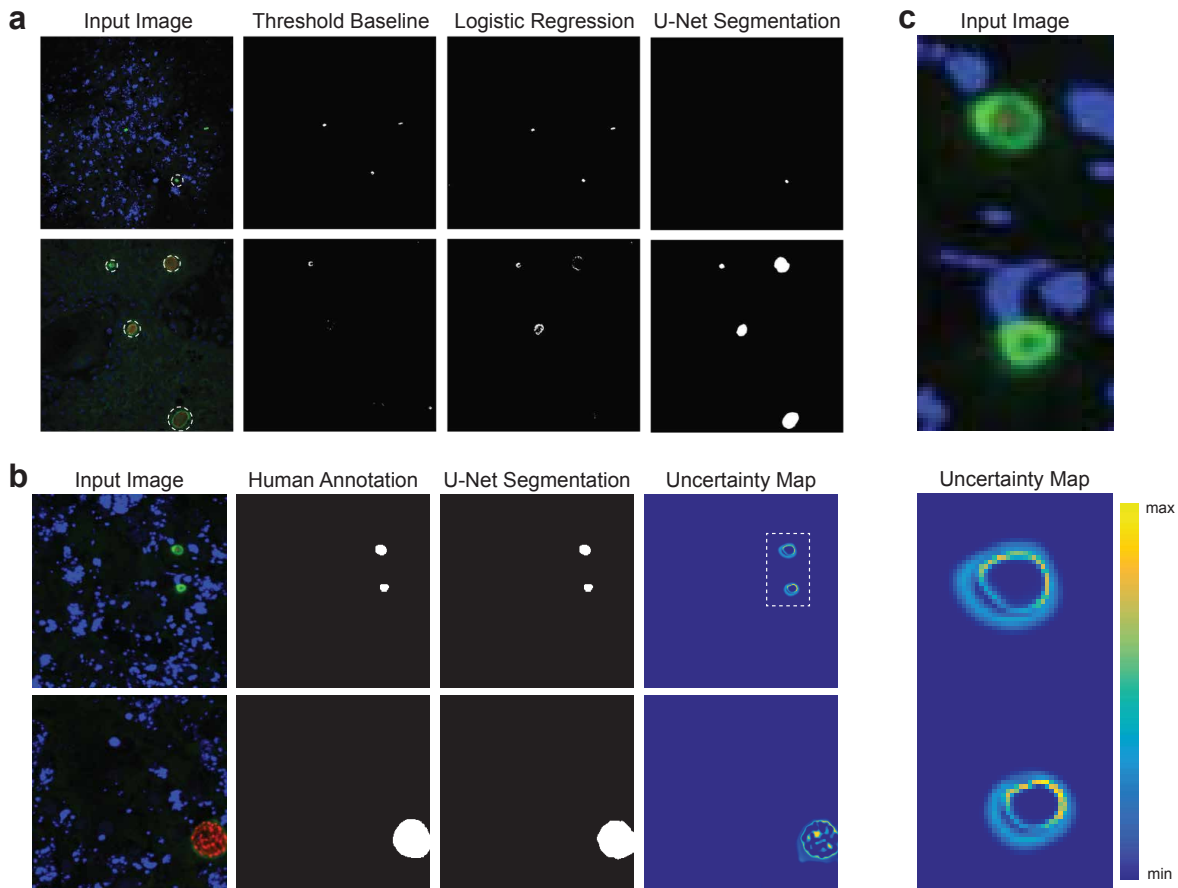 a
Input Image
Threshold Baseline
Logistic Regression
U-Net Segmentation
c
Input Image
b
Input Image
Human Annotation
U-Net Segmentation
Uncertainty Map
Uncertainty Map
max
min